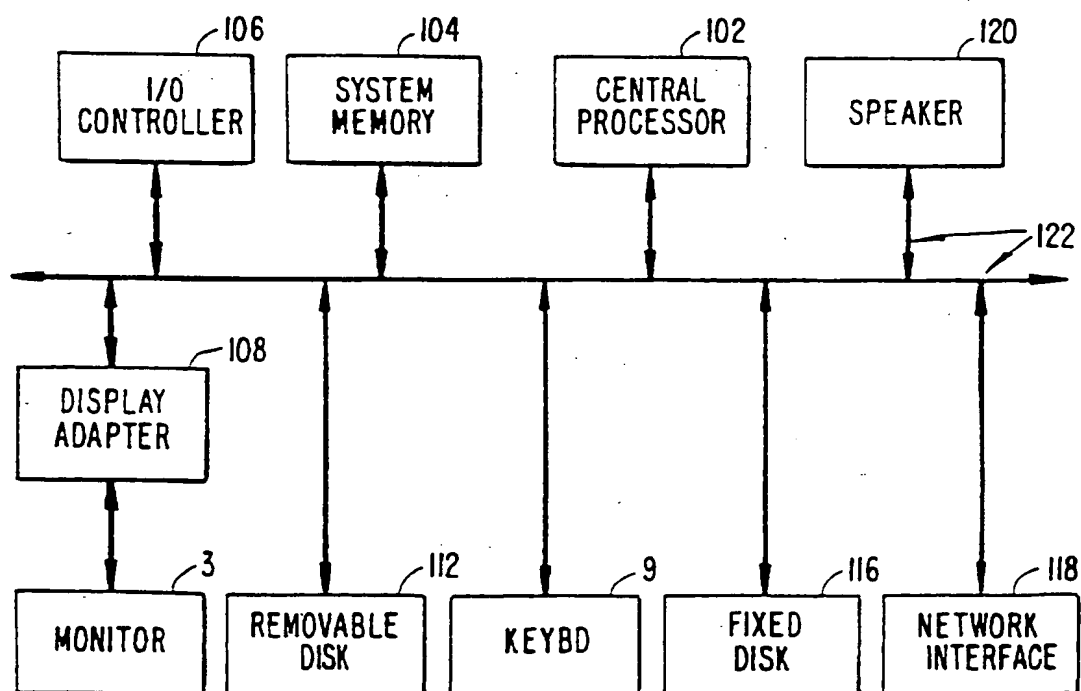 106
104
102
120
I/O
CONTROLLER
SYSTEM
MEMORY
CENTRAL
PROCESSOR
SPEAKER
122
108
DISPLAY
ADAPTER
3
112
9
116
118
MONITOR
REMOVABLE
DISK
KEYBD
FIXED
DISK
NETWORK
INTERFACE